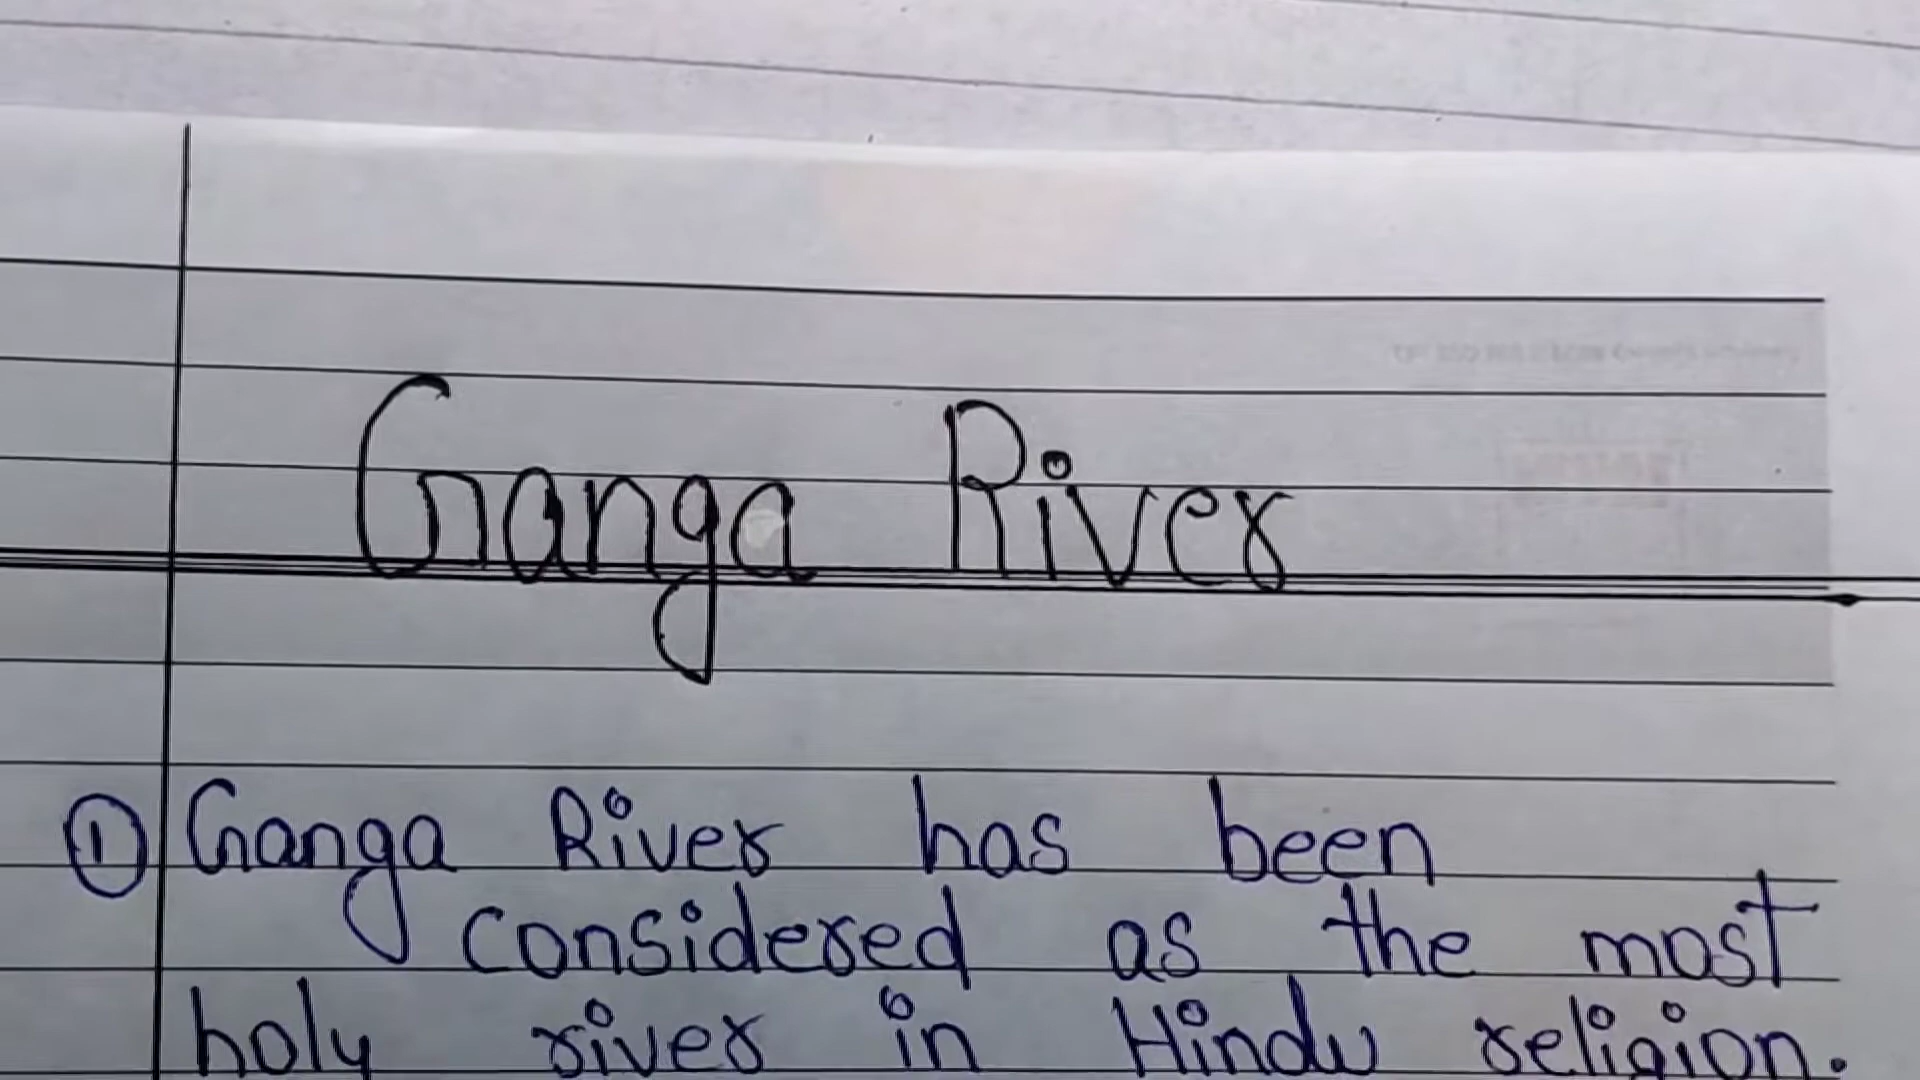 Ganga River
① Ganga River has been
considered as the most
holy river in Hindu religion.